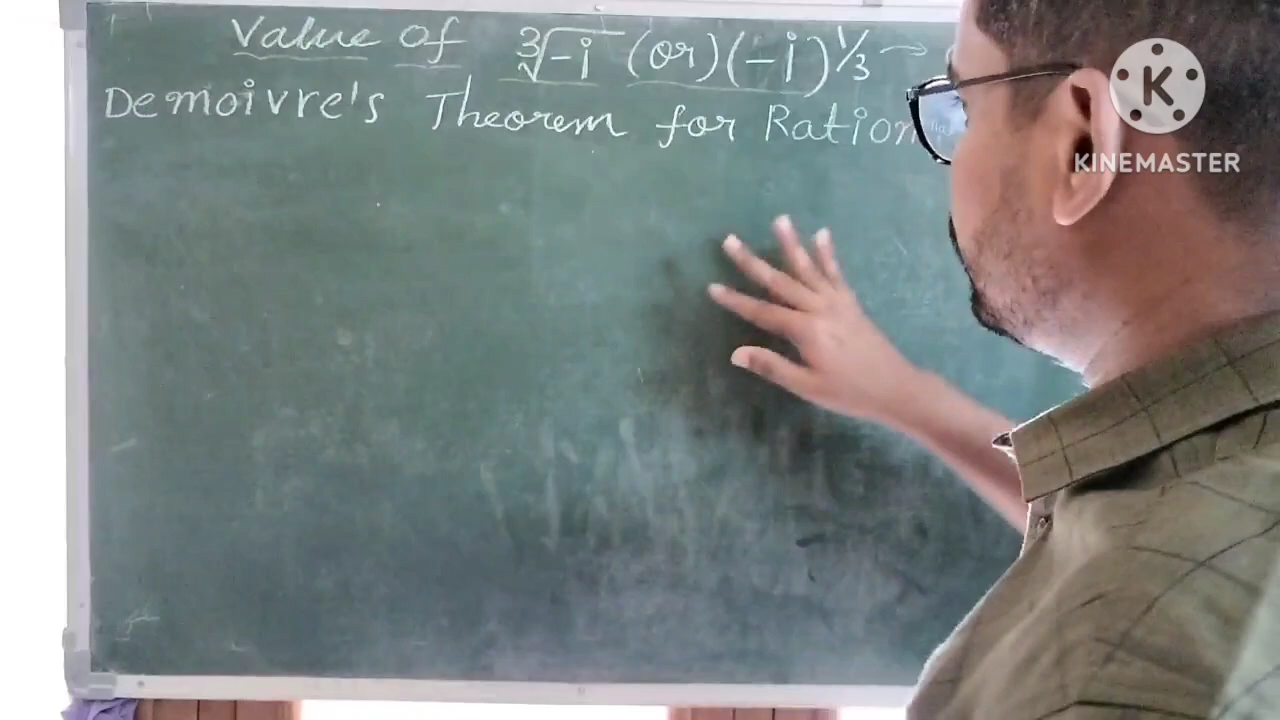 Value of ∛-i (or) (-i)^1/3 →
Demoivre's Theorem for Ration
K
KINEMASTER